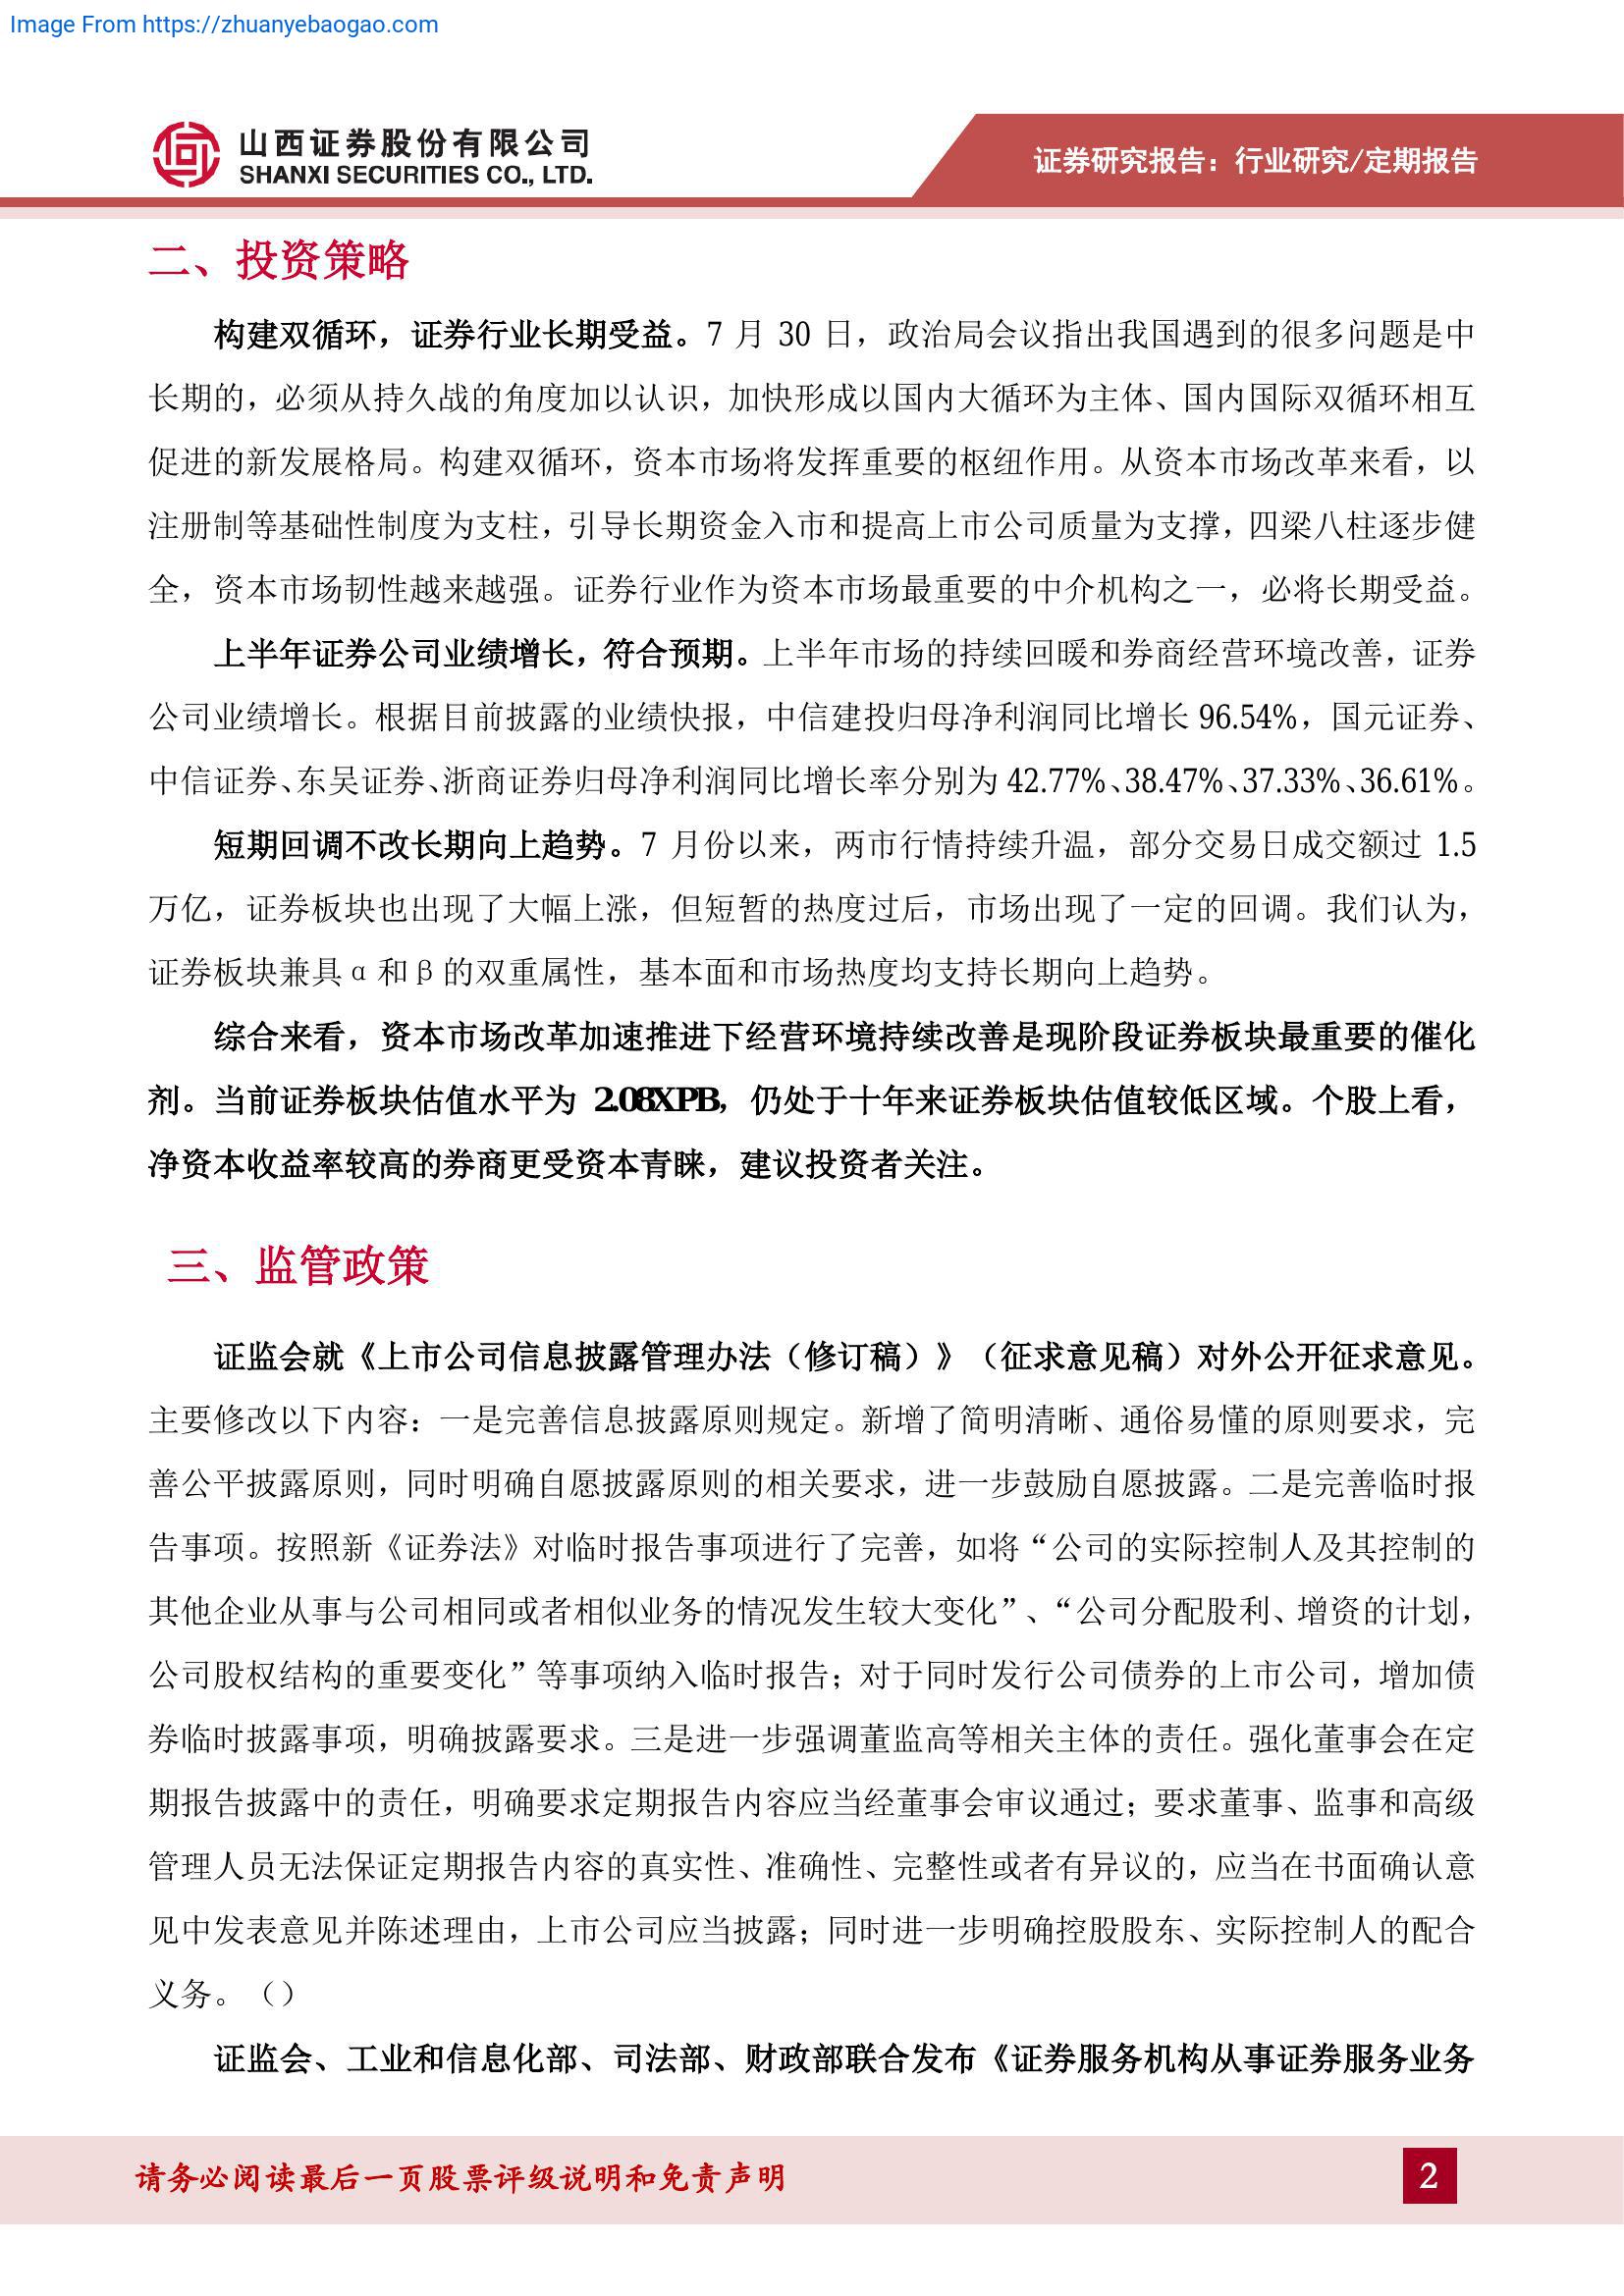 Image From https://zhuanyebaogao.com
山西证券股份有限公司
SHANXI SECURITIES CO., LTD.
证券研究报告：行业研究/定期报告
二、投资策略
构建双循环，证券行业长期受益。7 月 30 日，政治局会议指出我国遇到的很多问题是中
长期的，必须从持久战的角度加以认识，加快形成以国内大循环为主体、国内国际双循环相互
促进的新发展格局。构建双循环，资本市场将发挥重要的枢纽作用。从资本市场改革来看，以
注册制等基础性制度为支柱，引导长期资金入市和提高上市公司质量为支撑，四梁八柱逐步健
全，资本市场韧性越来越强。证券行业作为资本市场最重要的中介机构之一，必将长期受益。
上半年证券公司业绩增长，符合预期。上半年市场的持续回暖和券商经营环境改善，证券
公司业绩增长。根据目前披露的业绩快报，中信建投归母净利润同比增长 96.54%，国元证券、
中信证券、东吴证券、浙商证券归母净利润同比增长率分别为 42.77%、38.47%、37.33%、36.61%。
短期回调不改长期向上趋势。7 月份以来，两市行情持续升温，部分交易日成交额过 1.5
万亿，证券板块也出现了大幅上涨，但短暂的热度过后，市场出现了一定的回调。我们认为，
证券板块兼具α和β的双重属性，基本面和市场热度均支持长期向上趋势。
综合来看，资本市场改革加速推进下经营环境持续改善是现阶段证券板块最重要的催化
剂。当前证券板块估值水平为 2.08XPB，仍处于十年来证券板块估值较低区域。个股上看，
净资本收益率较高的券商更受资本青睐，建议投资者关注。
三、监管政策
证监会就《上市公司信息披露管理办法（修订稿）》（征求意见稿）对外公开征求意见。
主要修改以下内容：一是完善信息披露原则规定。新增了简明清晰、通俗易懂的原则要求，完
善公平披露原则，同时明确自愿披露原则的相关要求，进一步鼓励自愿披露。二是完善临时报
告事项。按照新《证券法》对临时报告事项进行了完善，如将“公司的实际控制人及其控制的
其他企业从事与公司相同或者相似业务的情况发生较大变化”、“公司分配股利、增资的计划，
公司股权结构的重要变化”等事项纳入临时报告；对于同时发行公司债券的上市公司，增加债
券临时披露事项，明确披露要求。三是进一步强调董监高等相关主体的责任。强化董事会在定
期报告披露中的责任，明确要求定期报告内容应当经董事会审议通过；要求董事、监事和高级
管理人员无法保证定期报告内容的真实性、准确性、完整性或者有异议的，应当在书面确认意
见中发表意见并陈述理由，上市公司应当披露；同时进一步明确控股股东、实际控制人的配合
义务。（）
证监会、工业和信息化部、司法部、财政部联合发布《证券服务机构从事证券服务业务
请务必阅读最后一页股票评级说明和免责声明
2